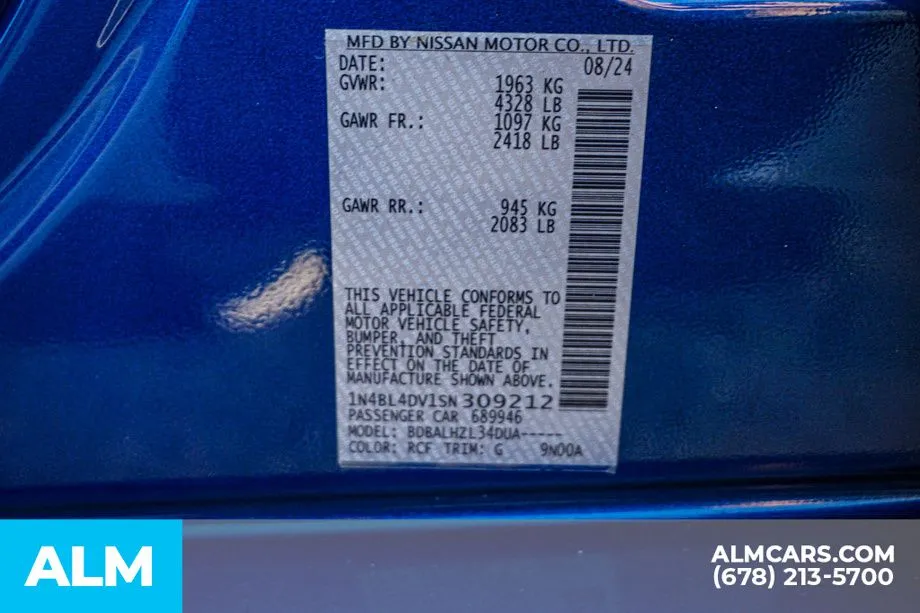 MFD BY NISSAN MOTOR CO., LTD.
DATE: 08/24
GVWR: 1963 KG
4328 LB
GAWR FR.: 1097 KG
2418 LB
GAWR RR.: 945 KG
2083 LB
THIS VEHICLE CONFORMS TO
ALL APPLICABLE FEDERAL
MOTOR VEHICLE SAFETY,
BUMPER, AND THEFT
PREVENTION STANDARDS IN
EFFECT ON THE DATE OF
MANUFACTURE SHOWN ABOVE.
1N4BL4DV1SN309212
PASSENGER CAR 689946
MODEL: BDBALHZL34DUA-----
COLOR: RCF TRIM: G 9N00A
ALM
ALMCARS.COM
(678) 213-5700